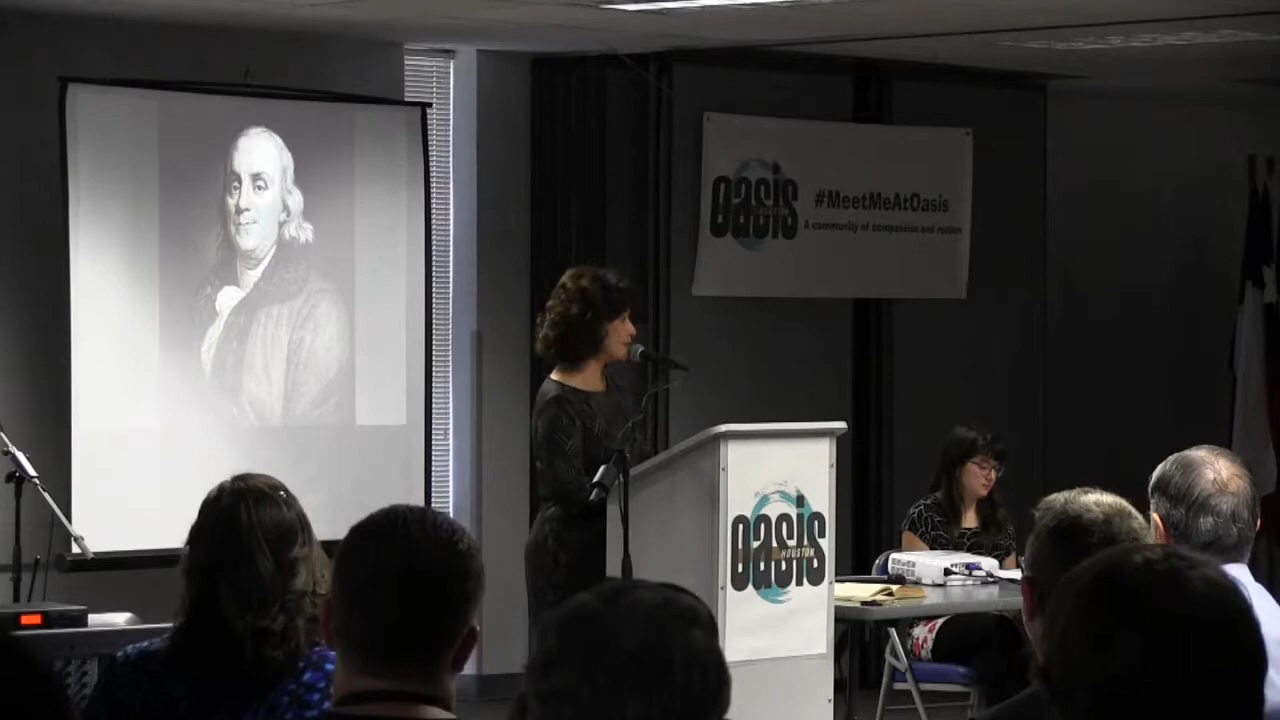 oasis
#MeetMeAtOasis
A community of compassion and reason
oasis
HOUSTON